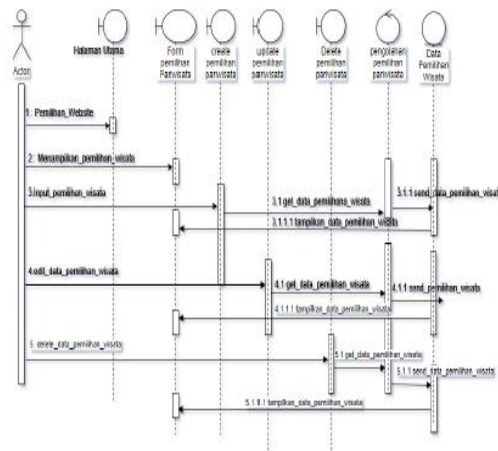 Actor
Halaman Utama
Form
pemilihan
Pariwisata
create
pemilihan
pariwisata
update
pemilihan
pariwisata
Delete
pemilihan
pariwisata
pengolahan
pemilihan
pariwisata
Data
Pemilihan
Wisata
1 : Pemilihan_Website
2 : Menampilkan_pemilihan_wisata
3.input_pemilihan_wisata
3.1 get_data_pemilihana_wisata
3.1.1 send_data_pemilihan_wisat
3.1.1.1 tampilkan_data_pemilihan_wisata
4.edit_data_pemilihan_wisata
4.1 get_data_pemilihan_wisata
4.1.1 send_pemilihan_wisata
4.1.1.1 tampilkan_data_pemilihan_wisata
5. delete_data_pemilihan_wisata
5.1 get_data_pemilihan_wisata
5.1.1 send_data_pemilihan_wisata
5.1.1.1 tampilkan_data_pemilihan_wisata